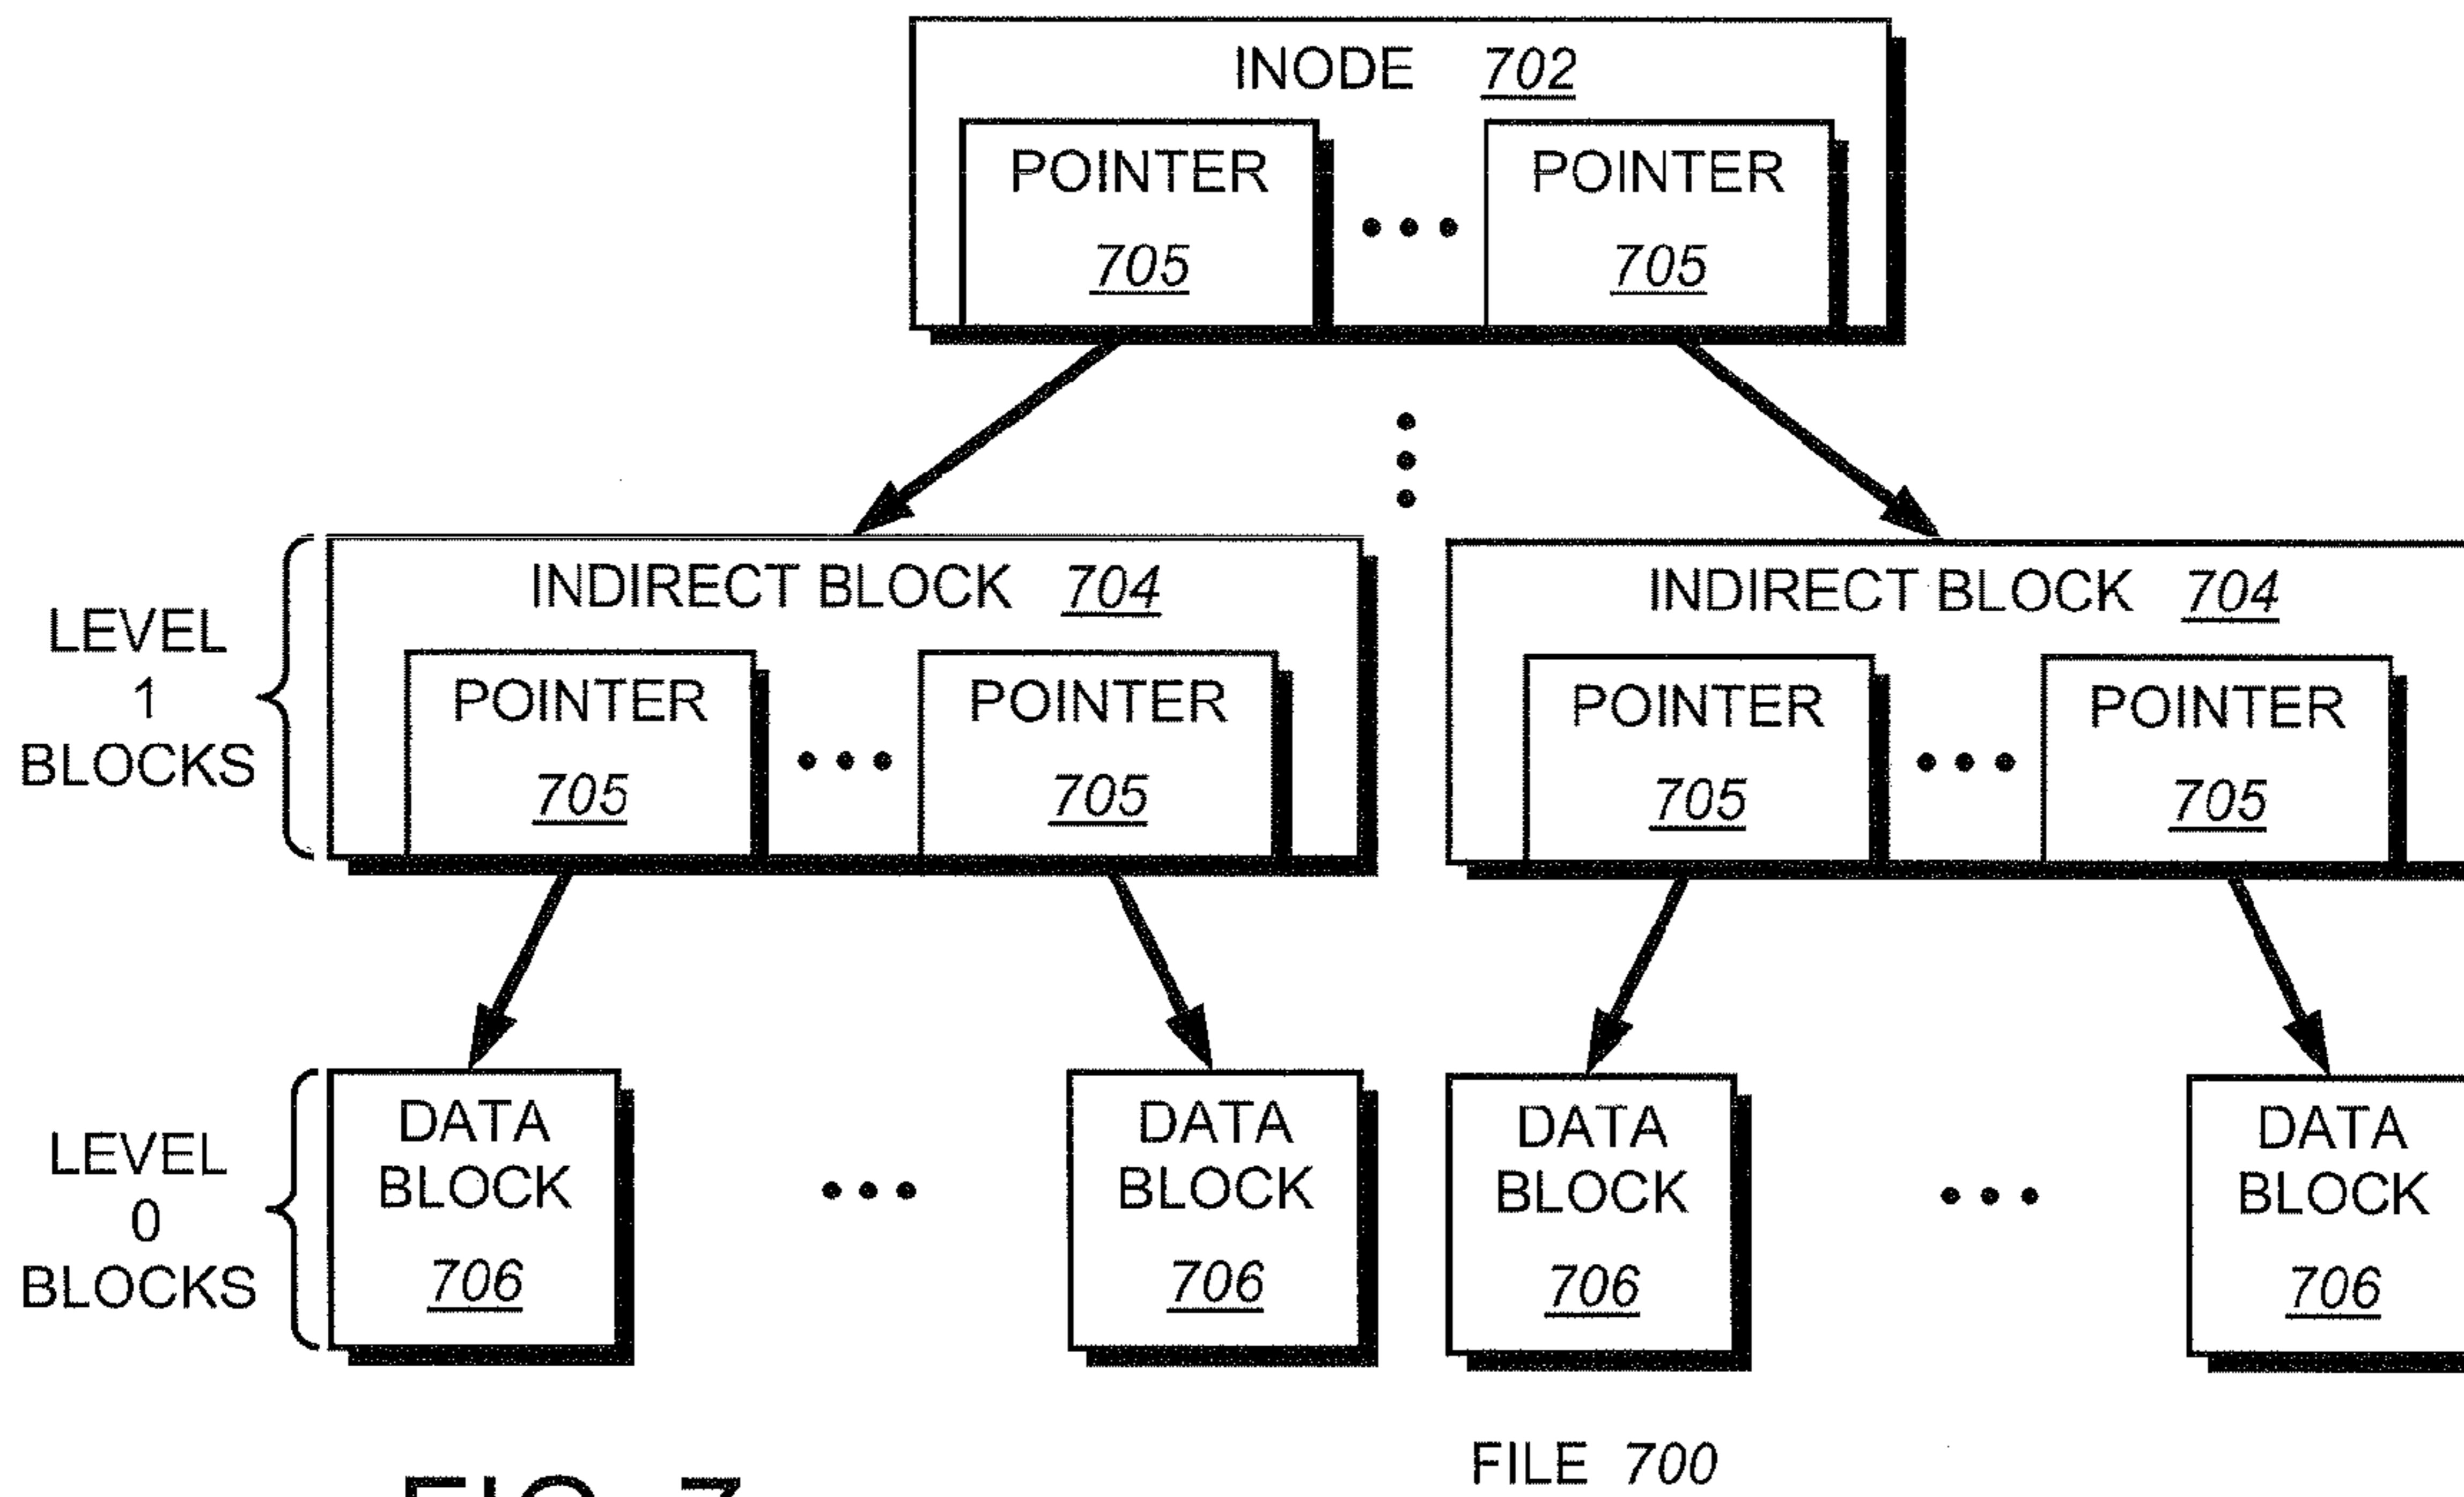 INODE 702
POINTER POINTER
705 ••• 705
INDIRECT BLOCK 704
INDIRECT BLOCK 704
LEVEL
1
BLOCKS
POINTER POINTER
705 ••• 705
POINTER POINTER
705 ••• 705
LEVEL
0
BLOCKS
DATA
BLOCK
706
•••
DATA
BLOCK
706
DATA
BLOCK
706
•••
DATA
BLOCK
706
FILE 700
FIG. 7